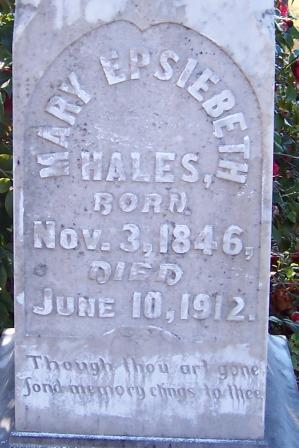 MARY EPSIEBETH
HALES,
BORN
NOV. 3, 1846,
DIED
JUNE 10, 1912.
Though thou art gone
fond memory clings to thee